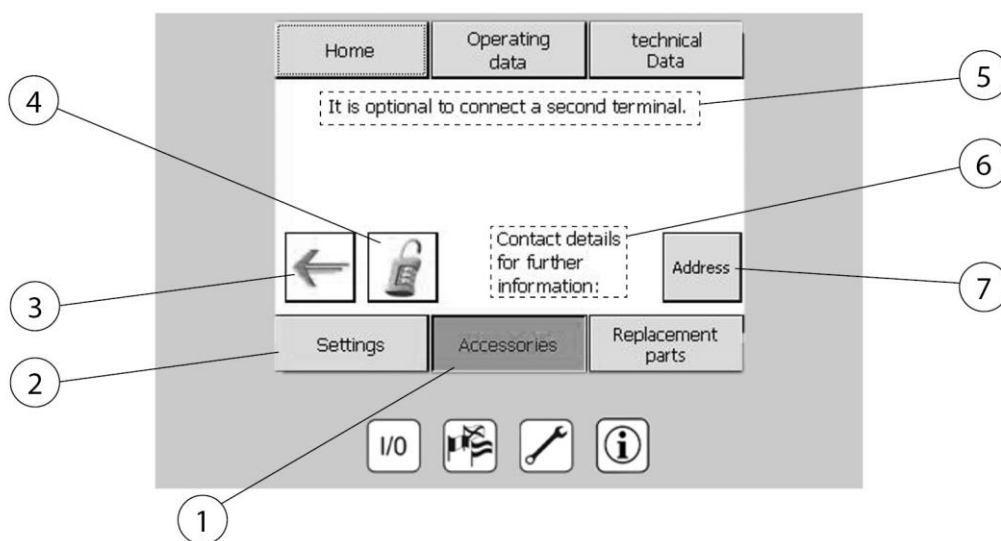 Home
Operating
data
technical
Data
It is optional to connect a second terminal.
4
5
6
Contact details
for further
information:
Address
3
7
Settings
Accessories
Replacement
parts
2
I/0
i
1